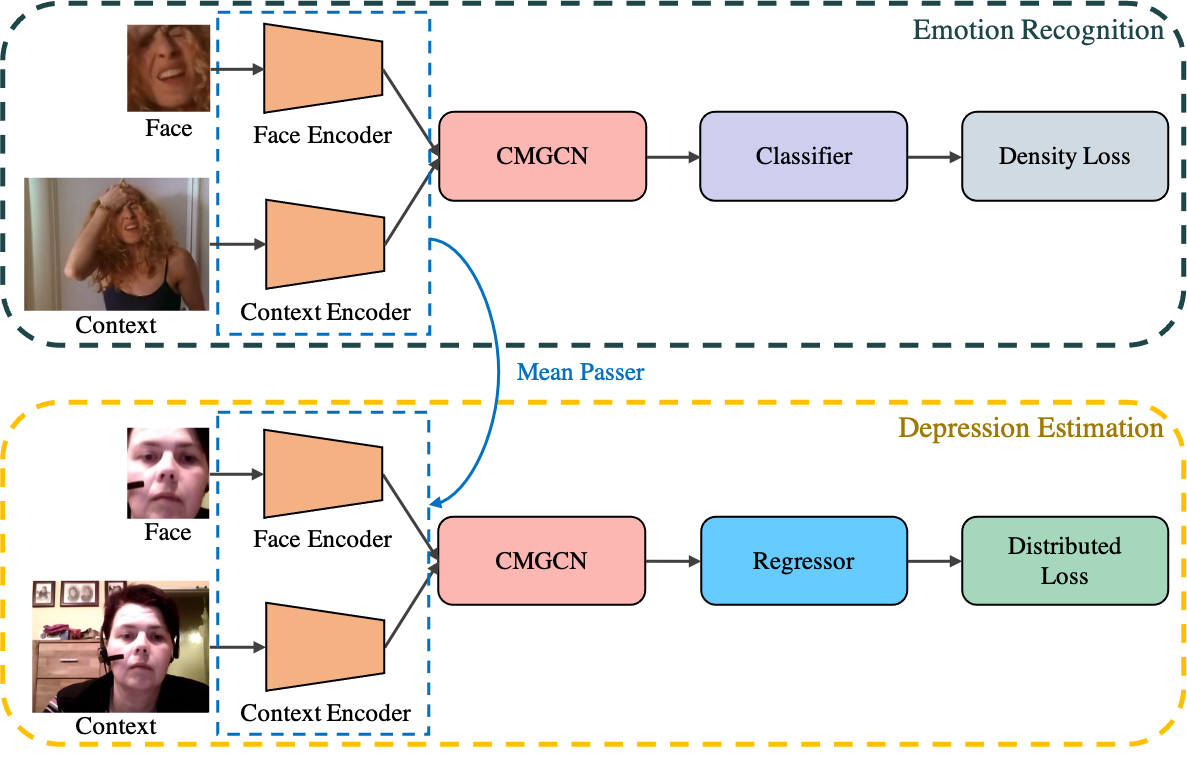 Emotion Recognition
Face
Face Encoder
CMGCN
Classifier
Density Loss
Context
Context Encoder
Mean Passer
Depression Estimation
Face
Face Encoder
CMGCN
Regressor
Distributed
Loss
Context
Context Encoder